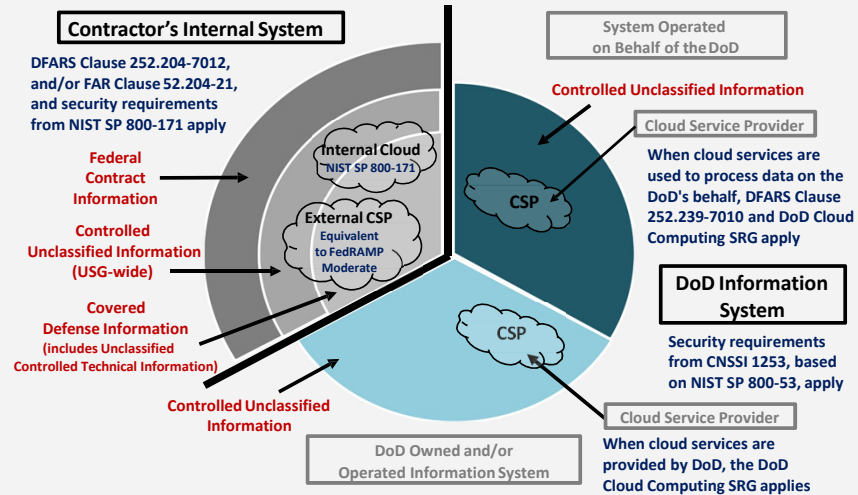 Contractor's Internal System
DFARS Clause 252.204-7012,
and/or FAR Clause 52.204-21,
and security requirements
from NIST SP 800-171 apply
Federal
Contract
Information
Controlled
Unclassified Information
(USG-wide)
Covered
Defense Information
(includes Unclassified
Controlled Technical Information)
Internal Cloud
NIST SP 800-171
External CSP
Equivalent
to FedRAMP
Moderate
Controlled Unclassified
Information
System Operated
on Behalf of the DoD
Controlled Unclassified Information
Cloud Service Provider
When cloud services are
used to process data on the
DoD's behalf, DFARS Clause
252.239-7010 and DoD Cloud
Computing SRG apply
CSP
DoD Information
System
Security requirements
from CNSSI 1253, based
on NIST SP 800-53, apply
CSP
Cloud Service Provider
When cloud services are
provided by DoD, the DoD
Cloud Computing SRG applies
DoD Owned and/or
Operated Information System